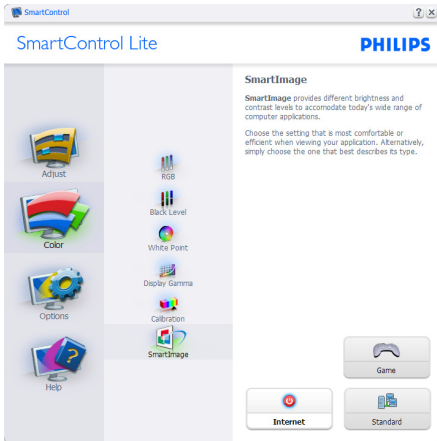 SmartControl
SmartControl Lite
PHILIPS
Adjust
Color
Options
Help
RGB
Black Level
White Point
Display Gamma
Calibration
SmartImage
SmartImage
SmartImage provides different brightness and
contrast levels to accomodate today's wide range of
computer applications.
Choose the setting that is most comfortable or
efficient when viewing your application. Alternatively,
simply choose the one that best describes its type.
Game
Internet
Standard